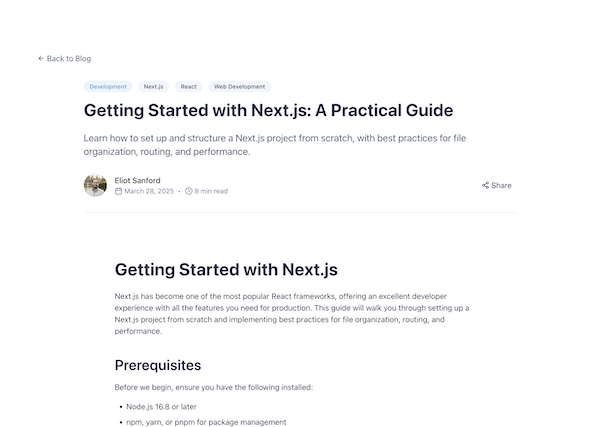 ← Back to Blog
Development Next.js React Web Development
Getting Started with Next.js: A Practical Guide
Learn how to set up and structure a Next.js project from scratch, with best practices for file
organization, routing, and performance.
Eliot Sanford
March 28, 2025 • 8 min read
Share
Getting Started with Next.js
Next.js has become one of the most popular React frameworks, offering an excellent developer
experience with all the features you need for production. This guide will walk you through setting up a
Next.js project from scratch and implementing best practices for file organization, routing, and
performance.
Prerequisites
Before we begin, ensure you have the following installed:
• Node.js 16.8 or later
• npm, yarn, or pnpm for package management